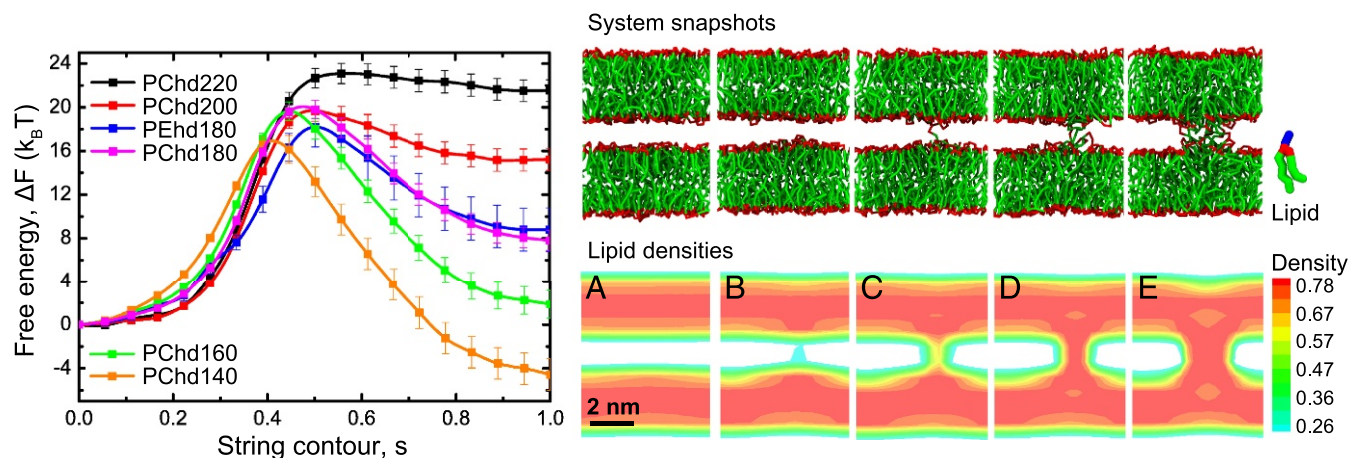 Free energy, ΔF (k_BT)
24
20
16
12
8
4
0
-4
PChd220
PChd200
PEhd180
PChd180
PChd160
PChd140
0.0
0.2
0.4
0.6
0.8
1.0
String contour, s
System snapshots
Lipid
Lipid densities
A
B
C
D
E
2 nm
Density
0.78
0.67
0.57
0.47
0.36
0.26